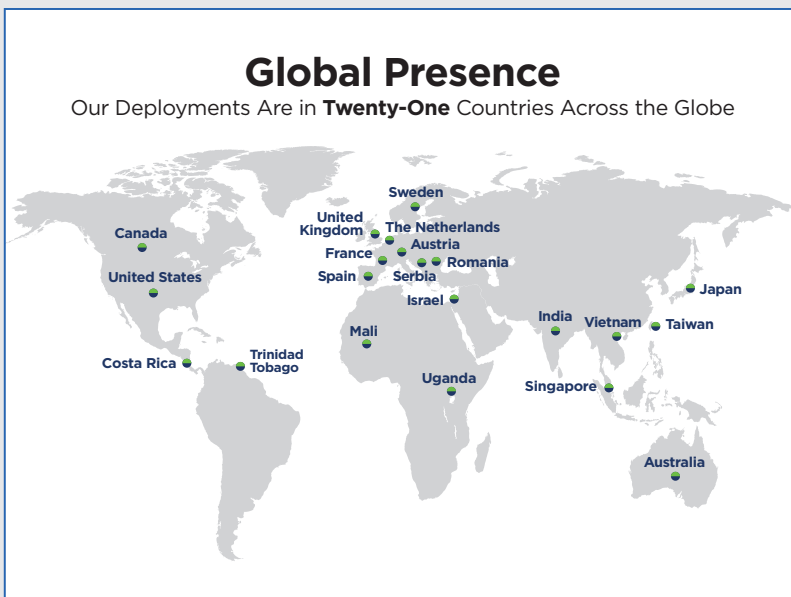 Global Presence
Our Deployments Are in Twenty-One Countries Across the Globe
Sweden
United
Kingdom
The Netherlands
Canada
Austria
France
Romania
United States
Spain
Serbia
Japan
Israel
India
Vietnam
Taiwan
Mali
Trinidad
Tobago
Costa Rica
Uganda
Singapore
Australia